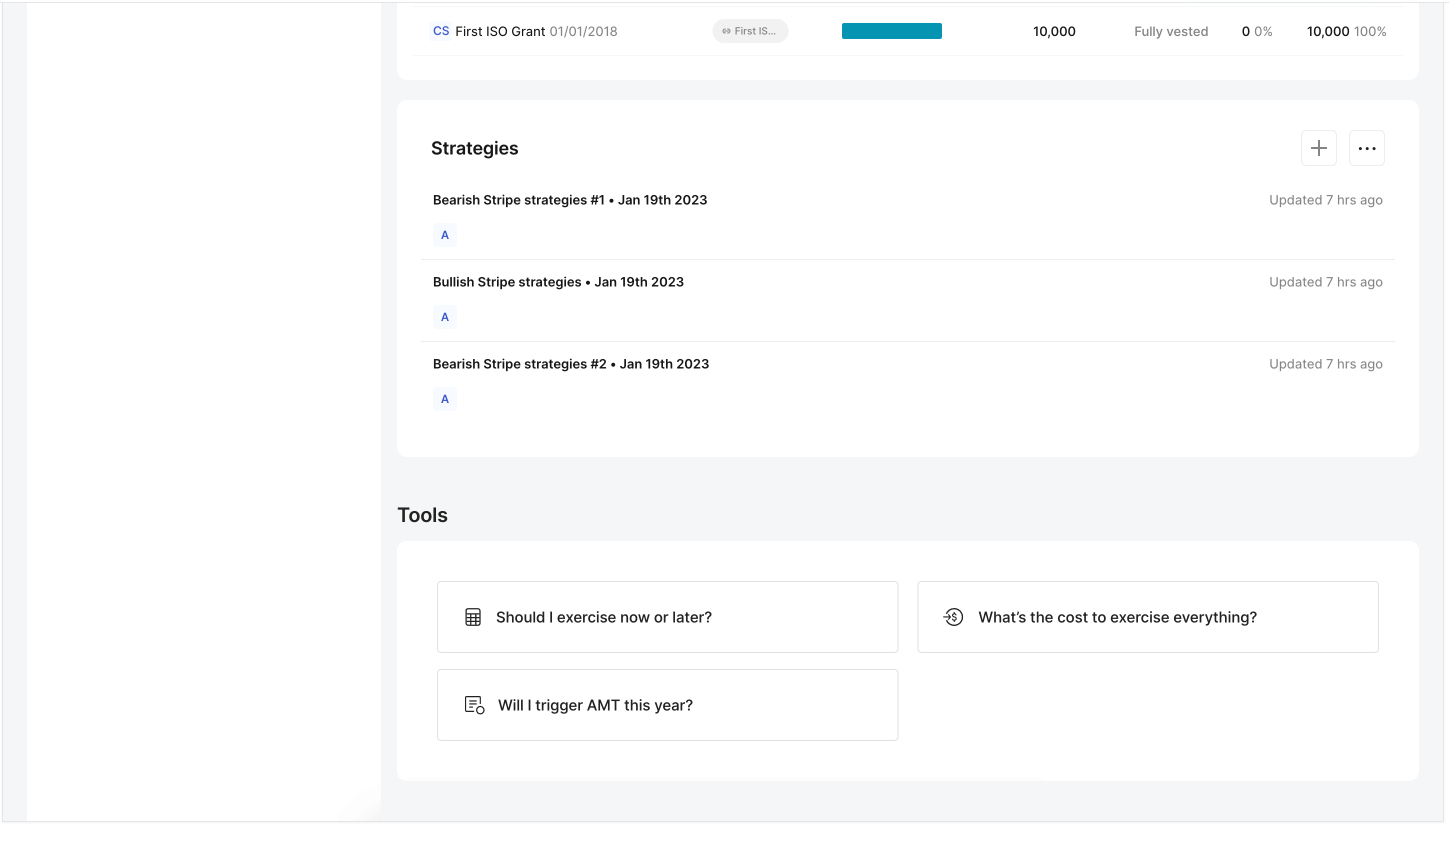 CS First ISO Grant 01/01/2018 First IS... 10,000 Fully vested 0 0% 10,000 100%
Strategies
Bearish Stripe strategies #1 • Jan 19th 2023 Updated 7 hrs ago
A
Bullish Stripe strategies • Jan 19th 2023 Updated 7 hrs ago
A
Bearish Stripe strategies #2 • Jan 19th 2023 Updated 7 hrs ago
A
Tools
Should I exercise now or later? What’s the cost to exercise everything?
Will I trigger AMT this year?